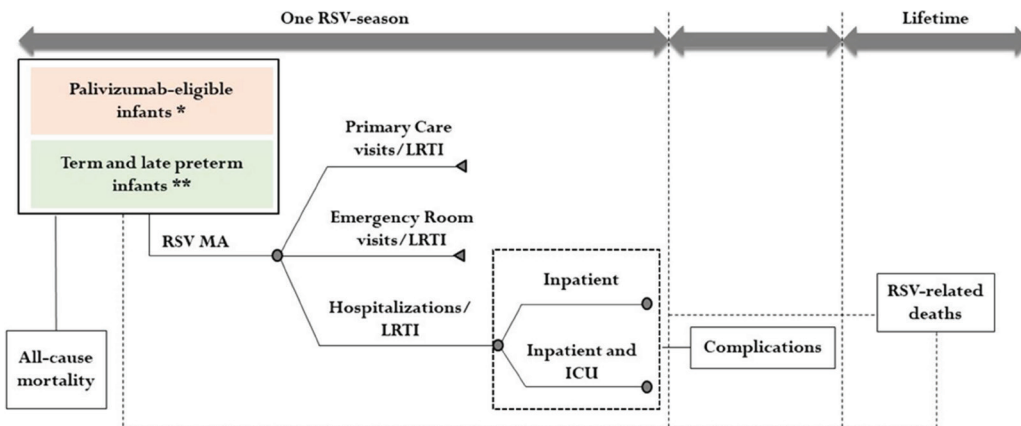 One RSV-season
Lifetime
Palivizumab-eligible
infants *
Term and late preterm
infants **
RSV MA
Primary Care
visits/LRTI
Emergency Room
visits/LRTI
Hospitalizations/
LRTI
Inpatient
Inpatient and
ICU
Complications
RSV-related
deaths
All-cause
mortality